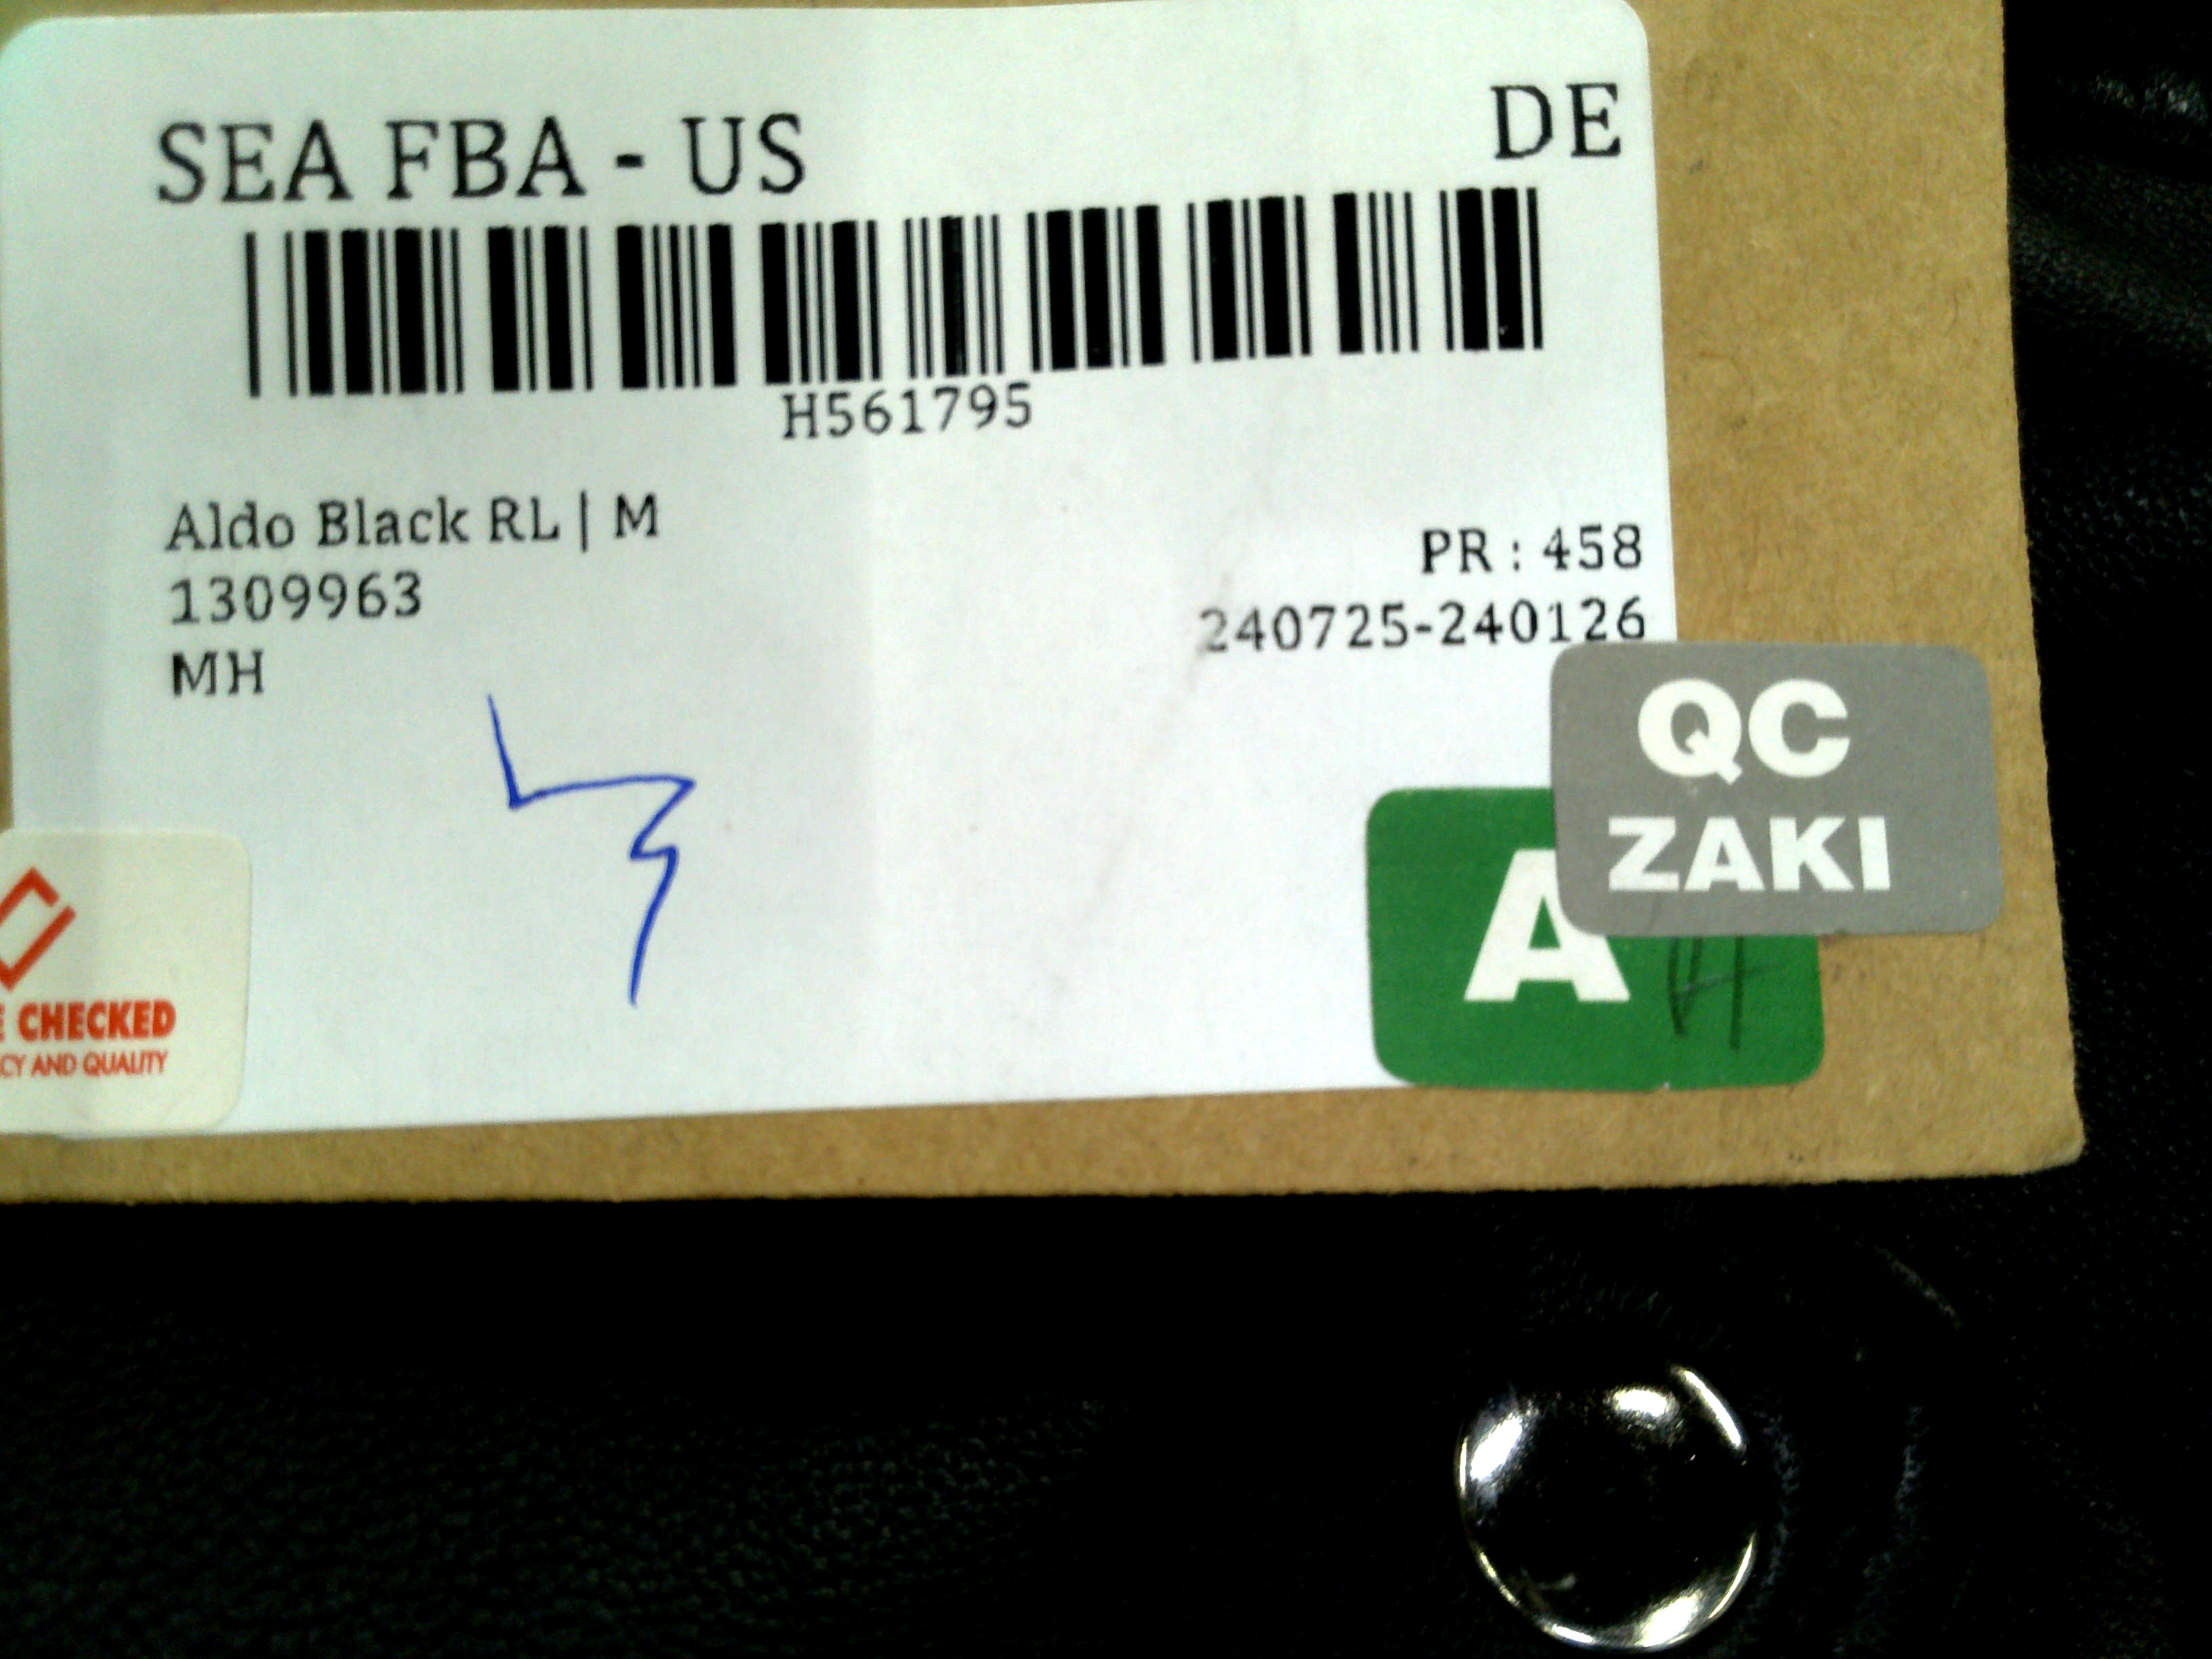 SEA FBA - US
DE
H561795
Aldo Black RL | M
1309963
MH
PR : 458
240725-240126
QC
ZAKI
A
CHECKED
AND QUALITY